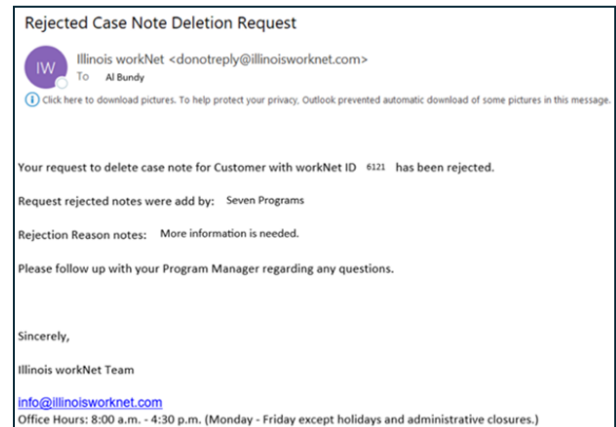 Rejected Case Note Deletion Request
IW
Illinois workNet <donotreply@illinoisworknet.com>
To Al Bundy
Click here to download pictures. To help protect your privacy, Outlook prevented automatic download of some pictures in this message.
Your request to delete case note for Customer with workNet ID 6121 has been rejected.
Request rejected notes were add by: Seven Programs
Rejection Reason notes: More information is needed.
Please follow up with your Program Manager regarding any questions.
Sincerely,
Illinois workNet Team
info@illinoisworknet.com
Office Hours: 8:00 a.m. - 4:30 p.m. (Monday - Friday except holidays and administrative closures.)